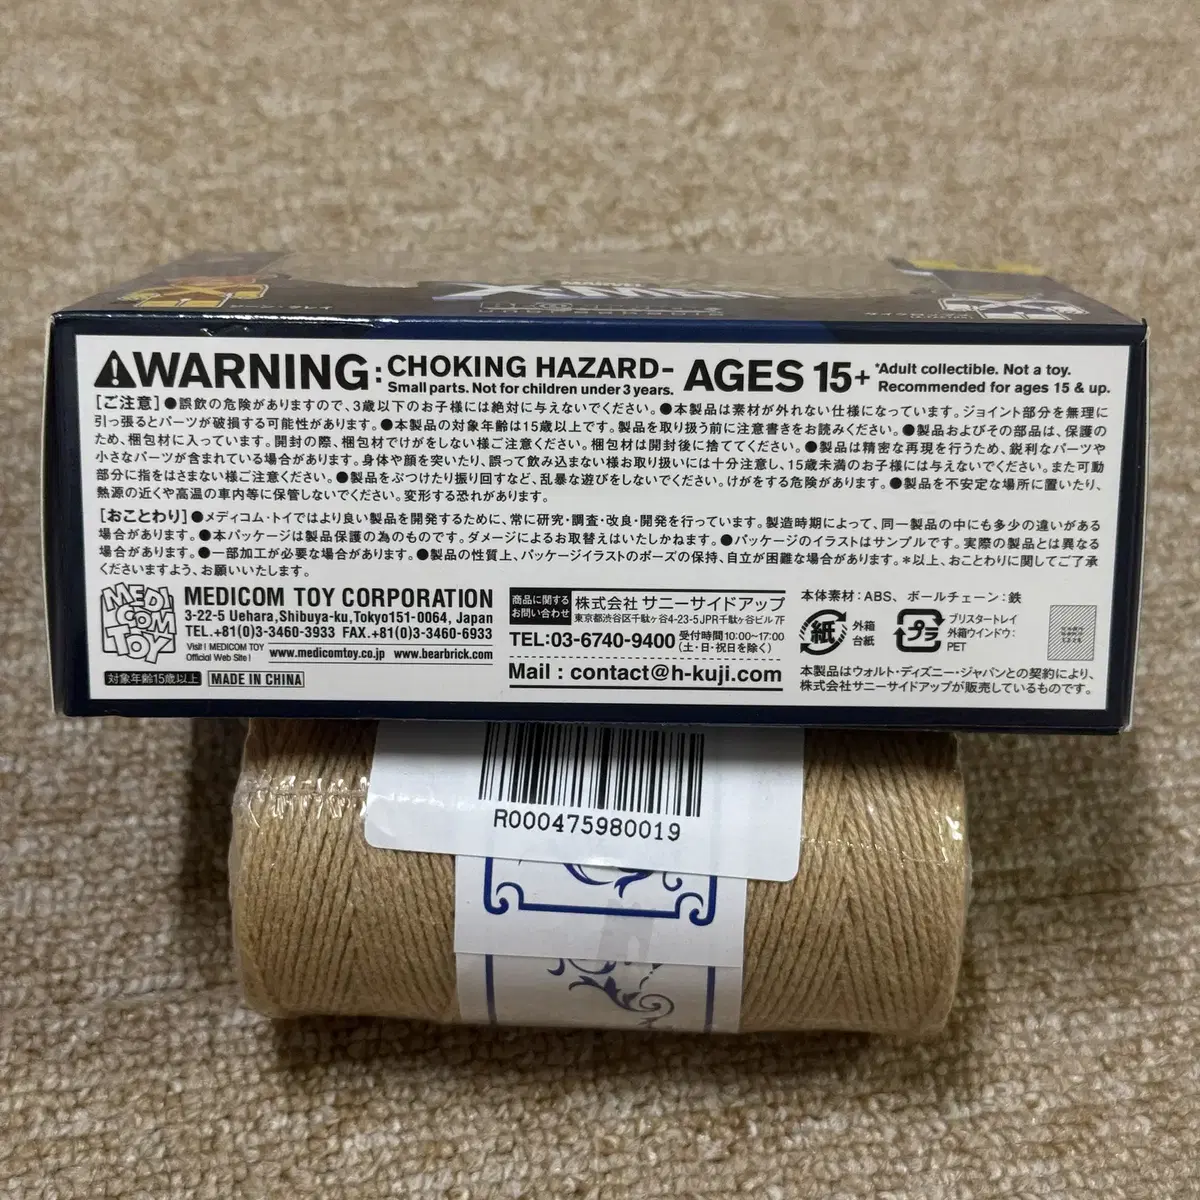 X-MEN
⚠WARNING: CHOKING HAZARD-
Small parts. Not for children under 3 years.
AGES 15+
*Adult collectible. Not a toy.
Recommended for ages 15 & up.
[ご注意]●誤飲の危険がありますので、3歳以下のお子様には絶対に与えないでください。●本製品は素材が外れない仕様になっています。ジョイント部分を無理に
引っ張るとパーツが破損する可能性があります。●本製品の対象年齢は15歳以上です。製品を取り扱う前に注意書きをお読みください。●製品およびその部品は、保護の
ため、梱包材に入っています。開封の際、梱包材でけがをしない様ご注意ください。梱包材は開封後に捨ててください。●製品は精密な再現を行うため、鋭利なパーツや
小さなパーツが含まれている場合があります。身体や顔を突いたり、誤って飲み込まない様お取り扱いには十分注意し、15歳未満のお子様には与えないでください。また可動
部分に指をはさまない様ご注意ください。●製品をぶつけたり振り回すなど、乱暴な遊びをしないでください。けがをする危険があります。●製品を不安定な場所に置いたり、
熱源の近くや高温の車内等に保管しないでください。変形する恐れがあります。
[おことわり]●メディコム・トイではより良い製品を開発するために、常に研究・調査・改良・開発を行っています。製造時期によって、同一製品の中にも多少の違いがある
場合があります。●本パッケージは製品保護の為のものです。ダメージによるお取替えはいたしかねます。●パッケージのイラストはサンプルです。実際の製品とは異なる
場合があります。●一部加工が必要な場合があります。●製品の性質上、パッケージイラストのポーズの保持、自立が困難な場合があります。*以上、おことわりに関してご了承
くださいますよう、お願いいたします。
MEDI
COM
TOY
MEDICOM TOY CORPORATION
3-22-5 Uehara,Shibuya-ku,Tokyo151-0064, Japan
TEL.+81(0)3-3460-3933 FAX.+81(0)3-3460-6933
Visit ! MEDICOM TOY
Official Web Site !
www.medicomtoy.co.jp www.bearbrick.com
対象年齢15歳以上 MADE IN CHINA
商品に関する
お問い合わせ
株式会社 サニーサイドアップ
東京都渋谷区千駄ヶ谷4-23-5JPR千駄ヶ谷ビル 7F
TEL:03-6740-9400 受付時間 10:00~17:00
(土・日・祝日を除く)
Mail : contact@h-kuji.com
本体素材:ABS、ボールチェーン:鉄
紙 外箱
台紙
プラ ブリスタートレイ
外箱ウインドウ:
PET
本製品はウォルト・ディズニー・ジャパンとの契約により、
株式会社サニーサイドアップが販売しているものです。
R000475980019